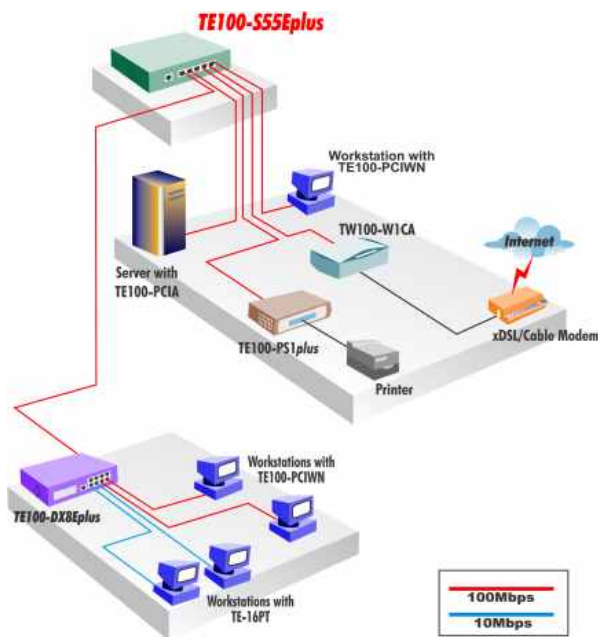 TE100-S55Eplus
Workstation with
TE100-PCIWN
TW100-W1CA
Internet
Server with
TE100-PCIA
xDSL/Cable Modem
TE100-PS1plus
Printer
Workstations with
TE100-PCIWN
TE100-DX8Eplus
Workstations with
TE-16PT
100Mbps
10Mbps